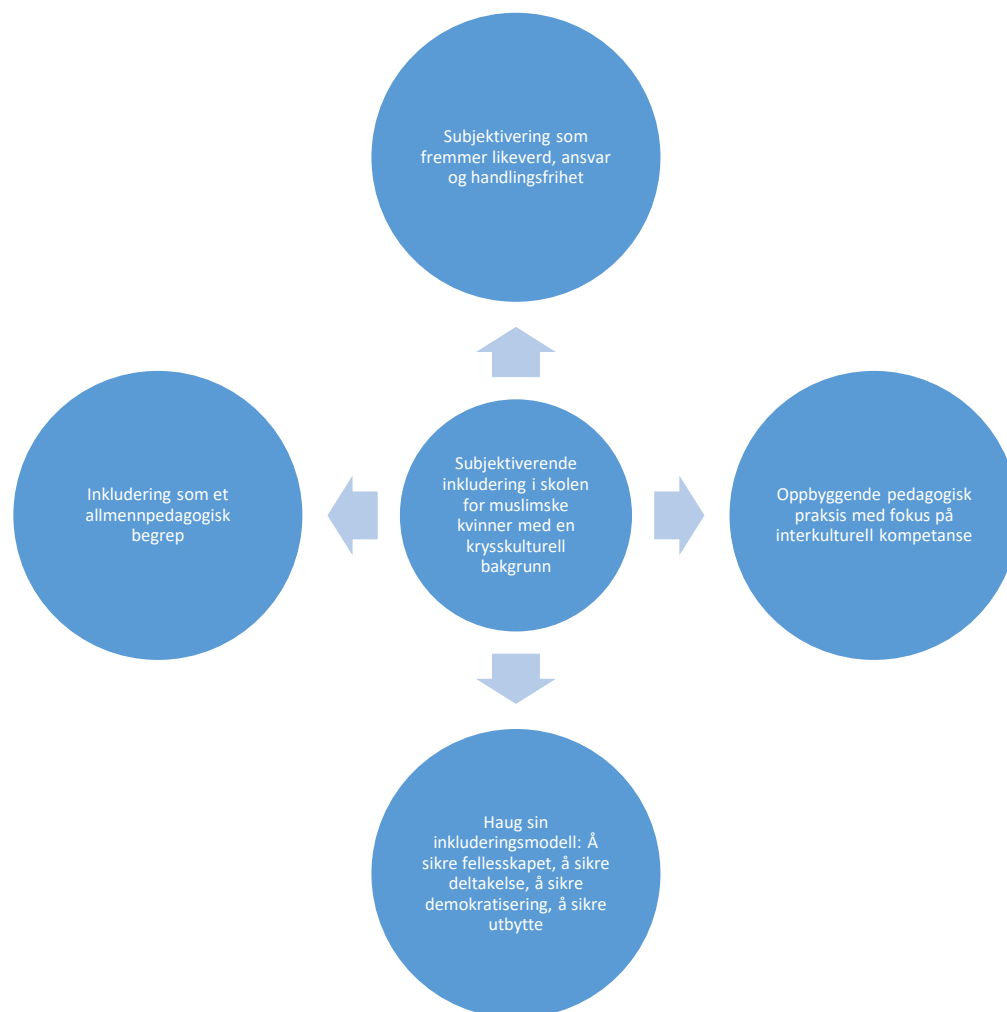 Subjektivering som
fremmer likeverd, ansvar
og handlingsfrihet
Inkludering som et
allmennpedagogisk
begrep
Subjektiverende
inkludering i skolen
for muslimske
kvinner med en
krysskulturell
bakgrunn
Oppbyggende pedagogisk
praksis med fokus på
interkulturell kompetanse
Haug sin
inkluderingsmodell: Å
sikre fellesskapet, å sikre
deltakelse, å sikre
demokratisering, å sikre
utbytte